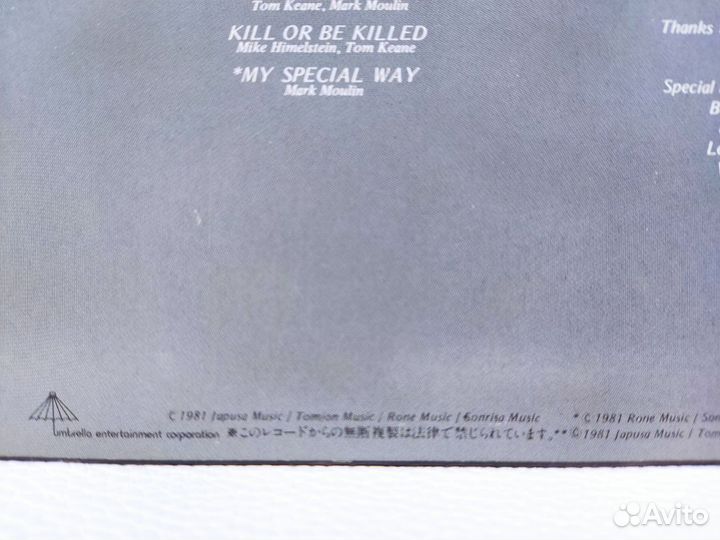 Tom Keane, Mark Moulin
KILL OR BE KILLED
Mike Himelstein, Tom Keane
*MY SPECIAL WAY
Mark Moulin
Thanks
Special
B
L
© 1981 Japusa Music / Tomjon Music / Rone Music / Sonrisa Music
* © 1981 Rone Music / Son
umbrella entertainment corporation
※このレコードからの無断複製は法律で禁じられています。
** © 1981 Japusa Music / Tom
Avito